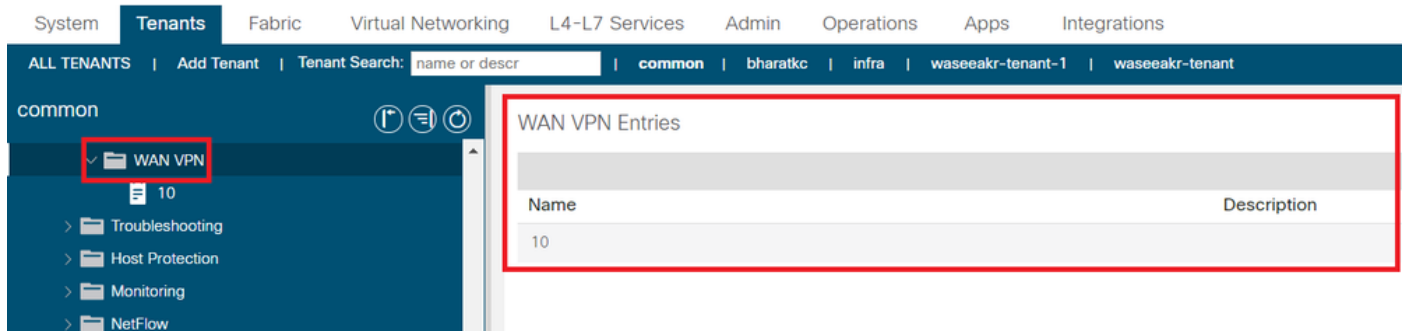 System Tenants Fabric Virtual Networking L4-L7 Services Admin Operations Apps Integrations
ALL TENANTS | Add Tenant | Tenant Search: name or descr | common | bharatkc | infra | waseeakr-tenant-1 | waseeakr-tenant
common
WAN VPN
10
Troubleshooting
Host Protection
Monitoring
NetFlow
WAN VPN Entries
Name Description
10